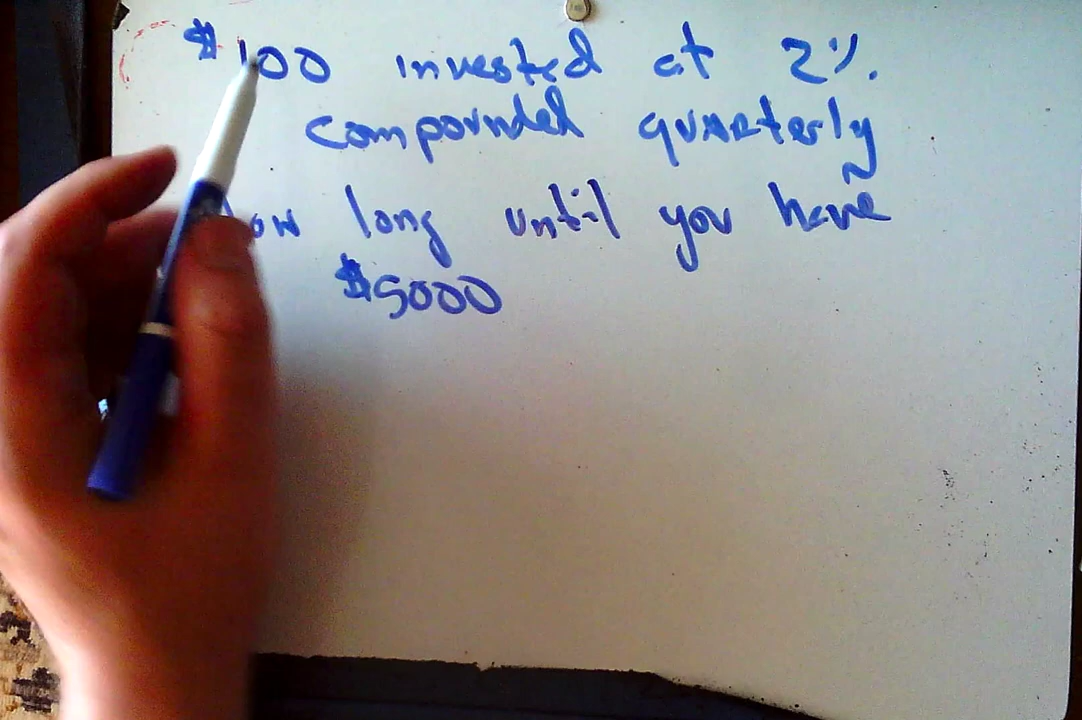 $100 invested at 2%
compounded quarterly
long until you have
$5000